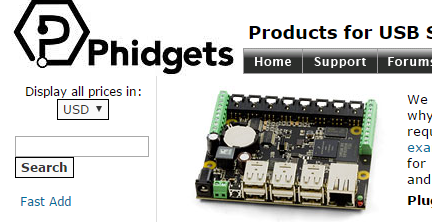 Phidgets
Products for USB S
Home Support Forums
Display all prices in:
USD
Search
Fast Add
We
why
requ
exa
for
and
Plug